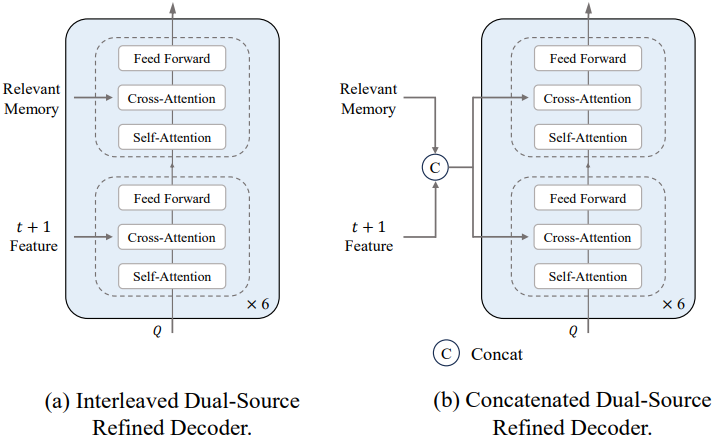 Feed Forward
Relevant
Memory
Cross-Attention
Self-Attention
Feed Forward
t + 1
Feature
Cross-Attention
Self-Attention
× 6
Q
(a) Interleaved Dual-Source
Refined Decoder.
Feed Forward
Relevant
Memory
Cross-Attention
Self-Attention
C
Feed Forward
t + 1
Feature
Cross-Attention
Self-Attention
× 6
Q
C Concat
(b) Concatenated Dual-Source
Refined Decoder.